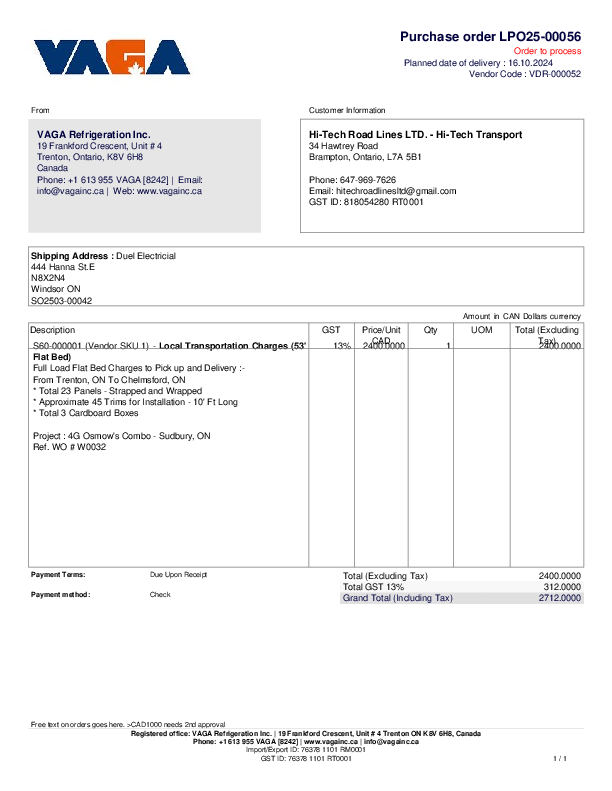 VAGA
Purchase order LPO25-00056
Order to process
Planned date of delivery : 16.10.2024
Vendor Code : VDR-000052
From
Customer Information
VAGA Refrigeration Inc.
19 Frankford Crescent, Unit # 4
Trenton, Ontario, K8V 6H8
Canada
Phone: +1 613 955 VAGA [8242] | Email:
info@vagainc.ca | Web: www.vagainc.ca
Hi-Tech Road Lines LTD. - Hi-Tech Transport
34 Hawtrey Road
Brampton, Ontario, L7A 5B1
Phone: 647-969-7626
Email: hitechroadlinesltd@gmail.com
GST ID: 818054280 RT0001
Shipping Address : Duel Electricial
444 Hanna St.E
N8X2N4
Windsor ON
SO2503-00042
Amount in CAN Dollars currency
Description GST Price/Unit CAD Qty UOM Total (Excluding Tax)
S60-000001 (Vendor SKU 1) - Local Transportation Charges (53' 13% 2400.0000 1 2400.0000
Flat Bed)
Full Load Flat Bed Charges to Pick up and Delivery :-
From Trenton, ON To Chelmsford, ON
* Total 23 Panels - Strapped and Wrapped
* Approximate 45 Trims for Installation - 10' Ft Long
* Total 3 Cardboard Boxes
Project : 4G Osmow's Combo - Sudbury, ON
Ref. WO # W0032
Payment Terms: Due Upon Receipt
Payment method: Check
Total (Excluding Tax) 2400.0000
Total GST 13% 312.0000
Grand Total (Including Tax) 2712.0000
Free text on orders goes here. >CAD1000 needs 2nd approval
Registered office: VAGA Refrigeration Inc. | 19 Frankford Crescent, Unit # 4 Trenton ON K8V 6H8, Canada
Phone: +1 613 955 VAGA [8242] | www.vagainc.ca | info@vagainc.ca
Import/Export ID: 76378 1101 RM0001
GST ID: 76378 1101 RT0001
1 / 1